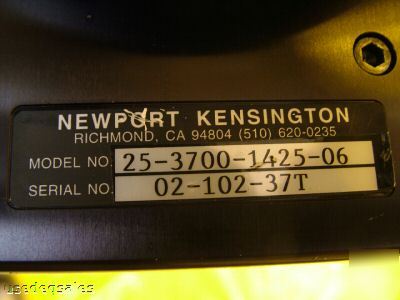 NEWPORT KENSINGTON
RICHMOND, CA 94804 (510) 620-0235
MODEL NO. 25-3700-1425-06
SERIAL NO. 02-102-37T
usedeqsales